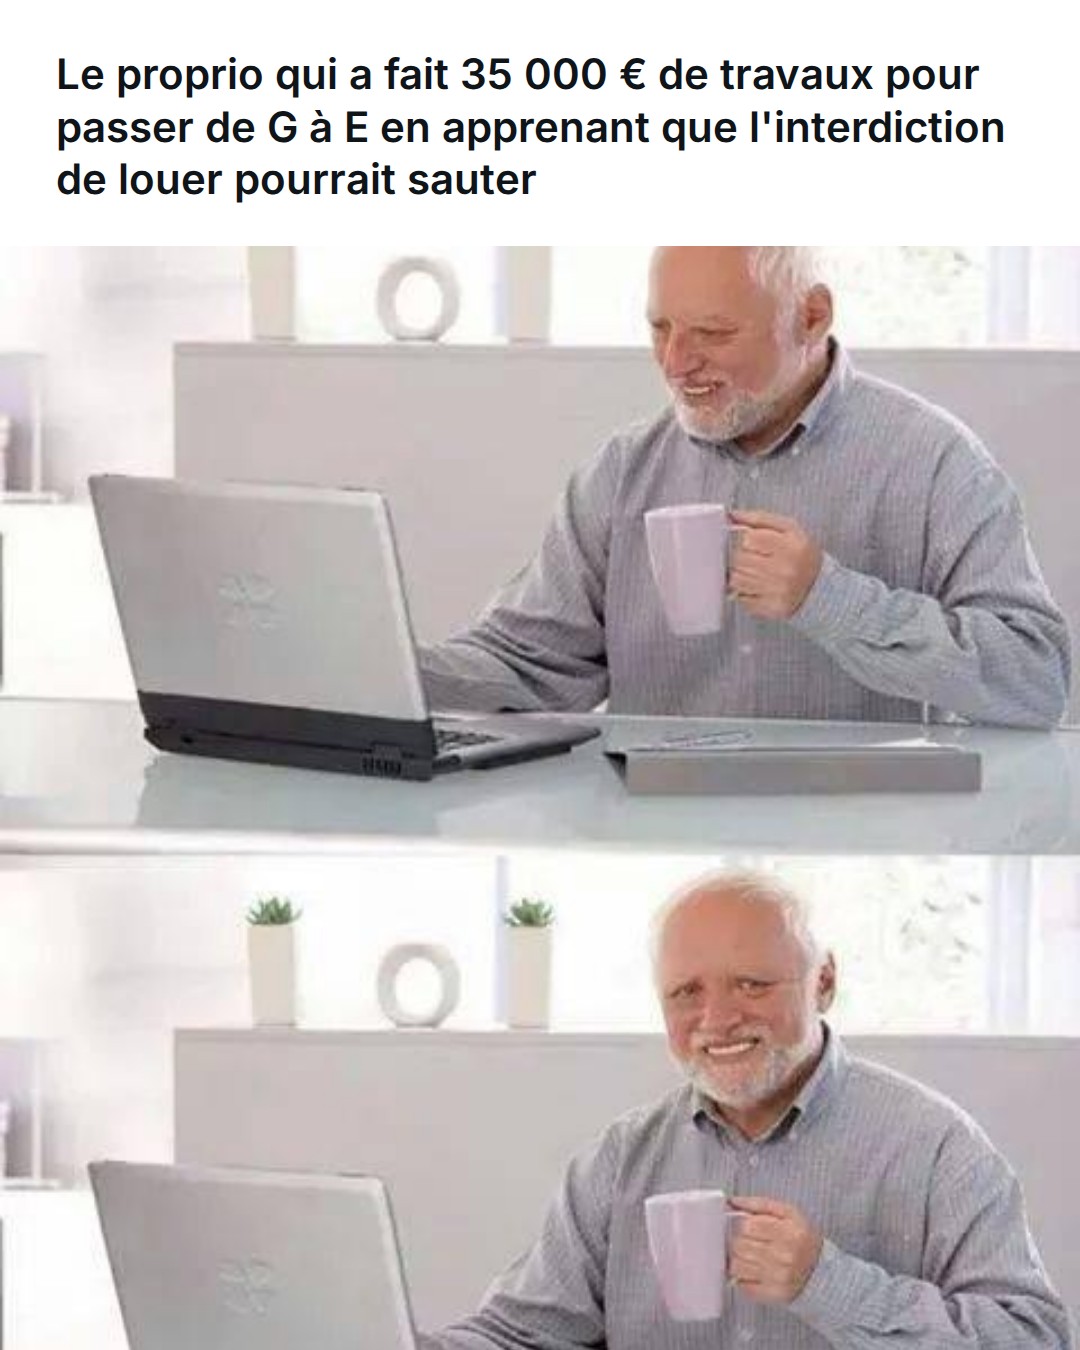 Le proprio qui a fait 35 000 € de travaux pour
passer de G à E en apprenant que l'interdiction
de louer pourrait sauter